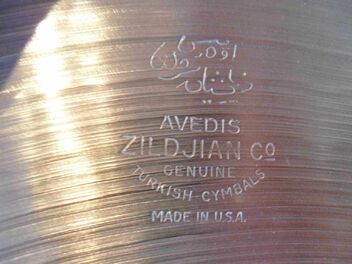 AVEDIS
ZILDJIAN CO
GENUINE
TURKISH CYMBALS
MADE IN U.S.A.